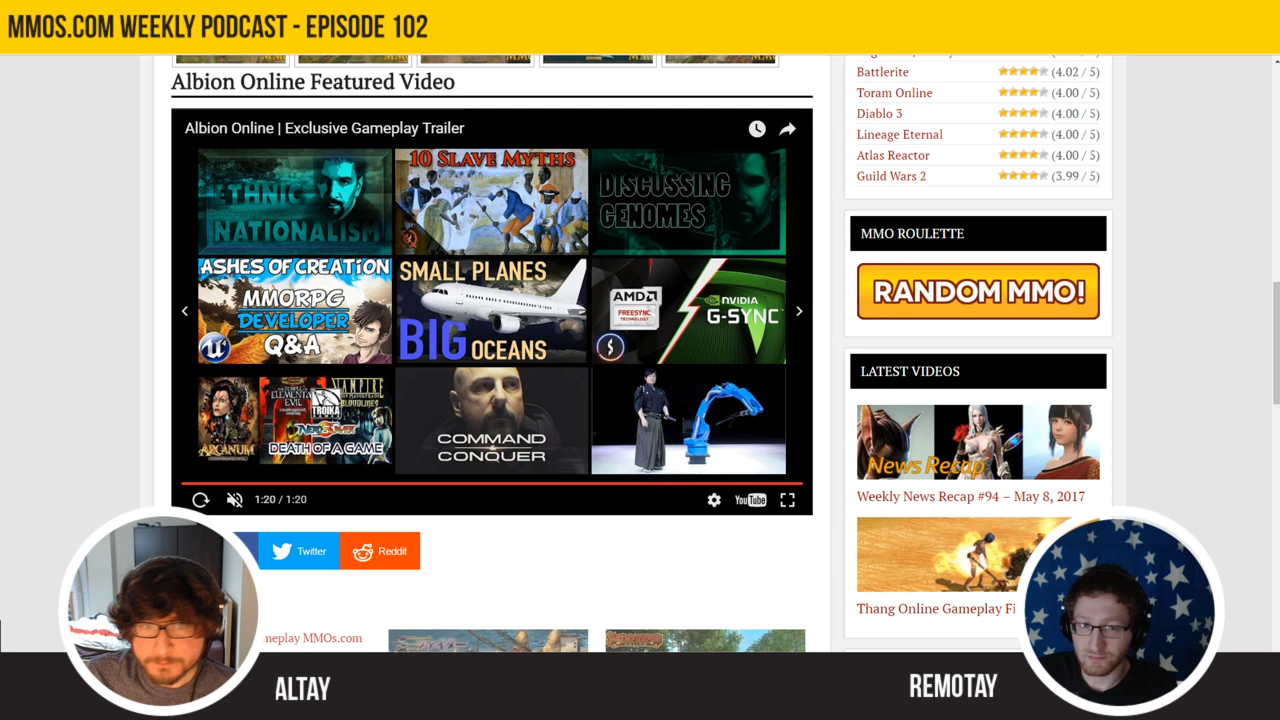 MMOS.COM WEEKLY PODCAST - EPISODE 102
Albion Online Featured Video
Albion Online | Exclusive Gameplay Trailer
ETHNIC
NATIONALISM
10 SLAVE MYTHS
DISCUSSING
GENOMES
ASHES OF CREATION
MMORPG
DEVELOPER
Q&A
SMALL PLANES
BIG OCEANS
AMD
FREESYNC
TECHNOLOGY
NVIDIA
G-SYNC
ARCANUM
VAMPIRE
BLOODLINES
TROIKA
NERDSLAYER
DEATH OF A GAME
COMMAND
CONQUER
1:20 / 1:20
YouTube
Twitter
Reddit
neplay MMOs.com
Battlerite (4.02 / 5)
Toram Online (4.00 / 5)
Diablo 3 (4.00 / 5)
Lineage Eternal (4.00 / 5)
Atlas Reactor (4.00 / 5)
Guild Wars 2 (3.99 / 5)
MMO ROULETTE
RANDOM MMO!
LATEST VIDEOS
News Recap
Weekly News Recap #94 – May 8, 2017
Thang Online Gameplay Fi
ALTAY
REMOTAY